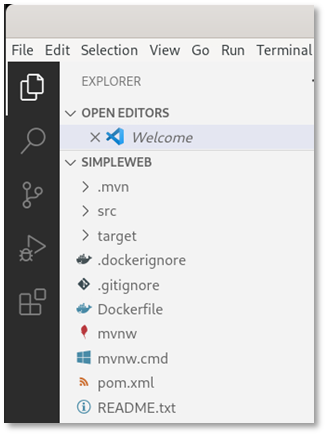 File Edit Selection View Go Run Terminal
EXPLORER
OPEN EDITORS
Welcome
SIMPLEWEB
.mvn
src
target
.dockerignore
.gitignore
Dockerfile
mvnw
mvnw.cmd
pom.xml
README.txt